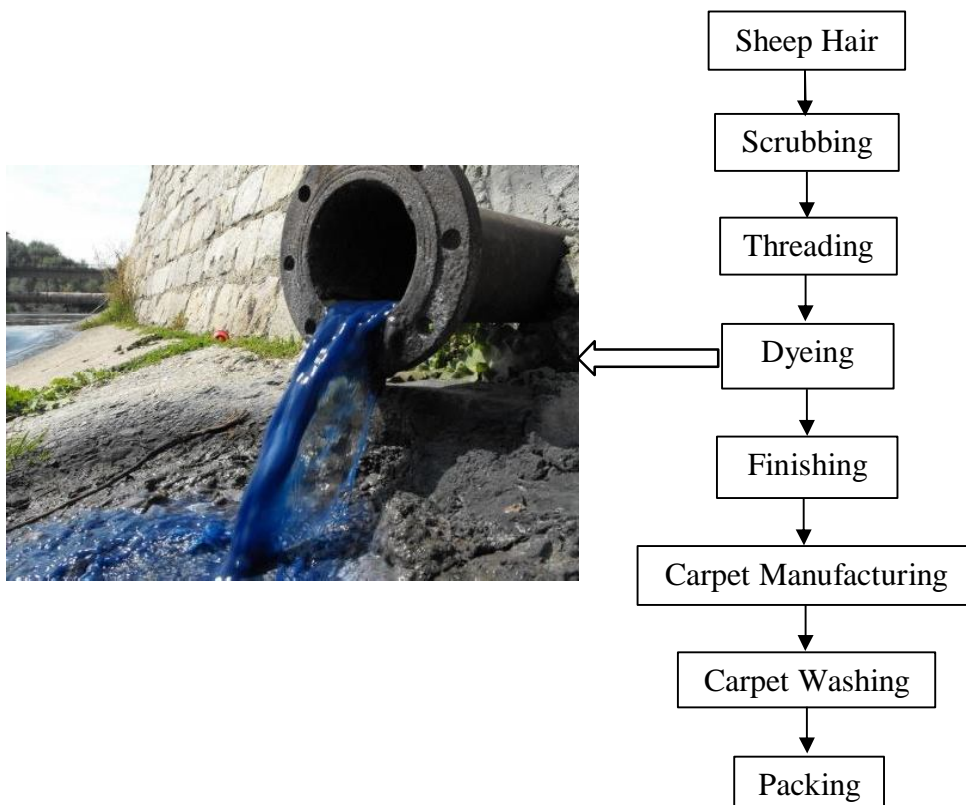 Sheep Hair
Scrubbing
Threading
Dyeing
Finishing
Carpet Manufacturing
Carpet Washing
Packing